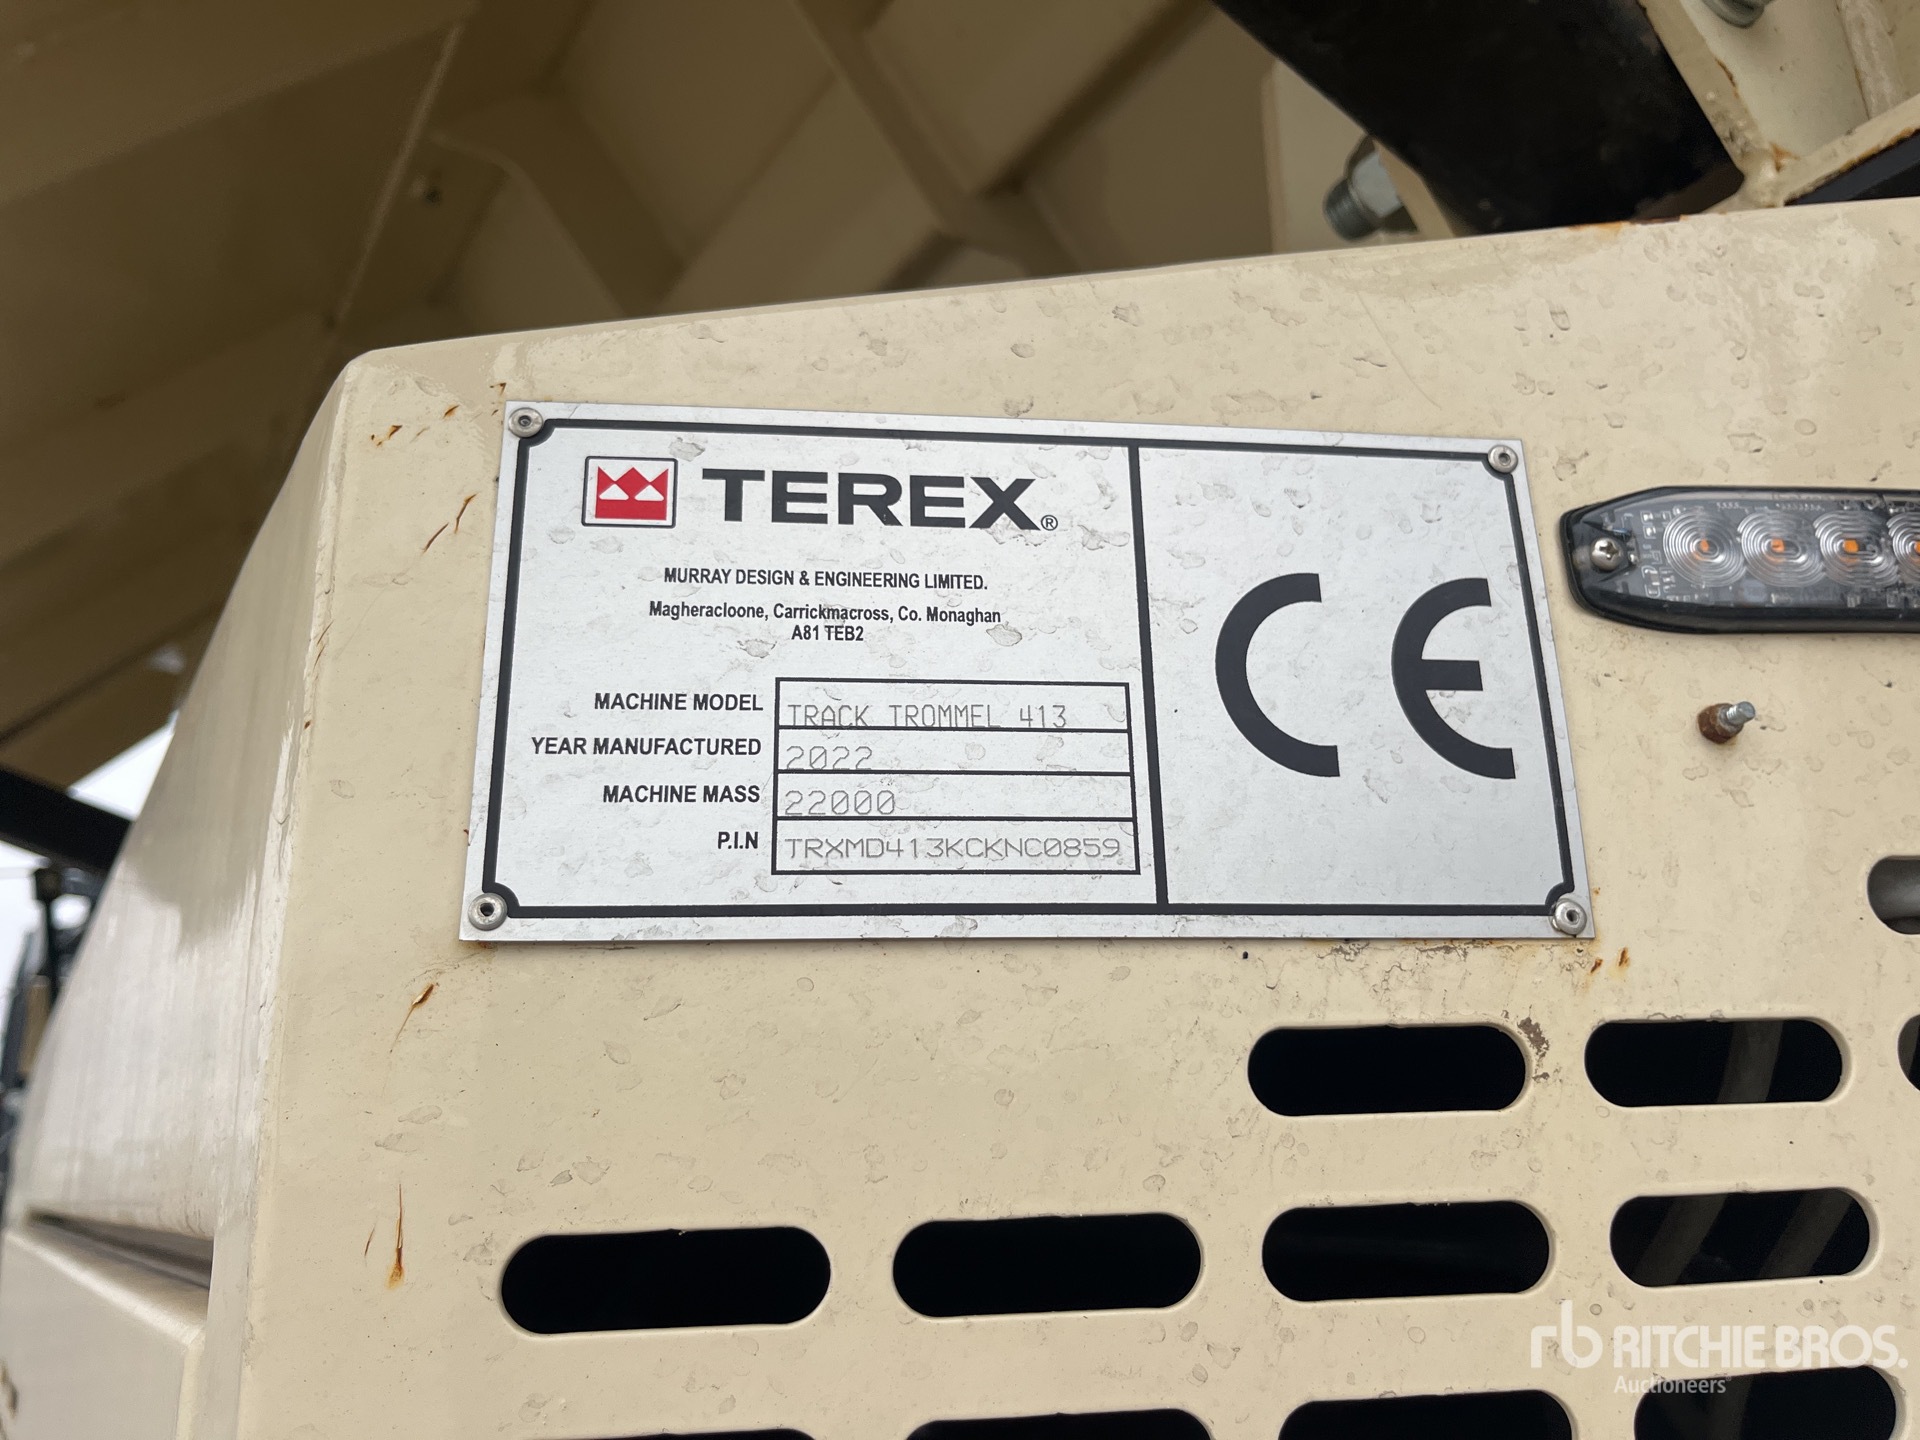 TEREX®
MURRAY DESIGN & ENGINEERING LIMITED.
Magheracloone, Carrickmacross, Co. Monaghan
A81 TEB2
MACHINE MODEL TRACK TROMMEL 413
YEAR MANUFACTURED 2022
MACHINE MASS 22000
P.I.N TRXMD413KCKNC0859
CE
rb RITCHIE BROS.
Auctioneers